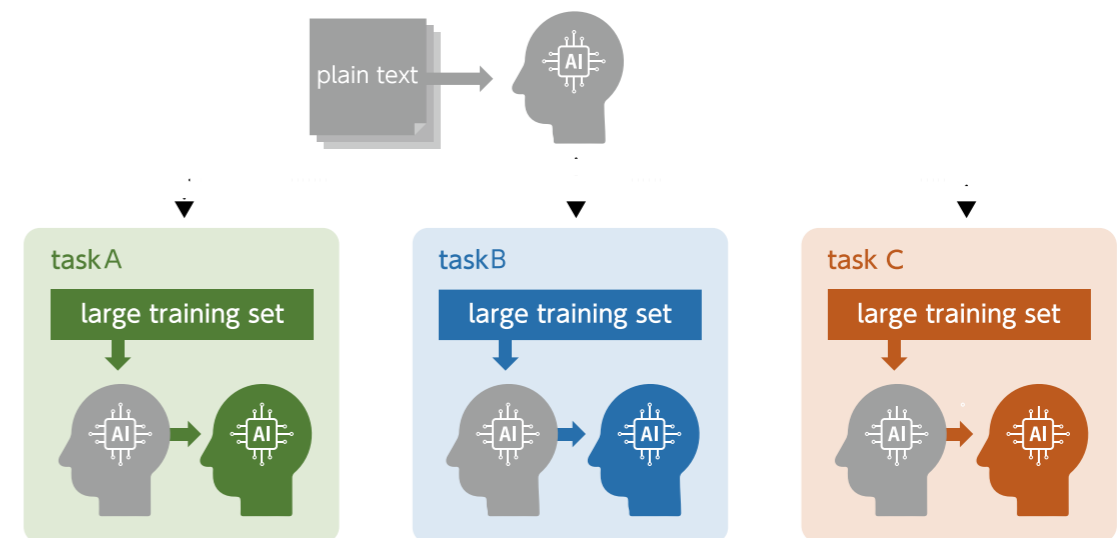 plain text
AI
taskA
taskB
task C
large training set
large training set
large training set
AI
AI
AI
AI
AI
AI